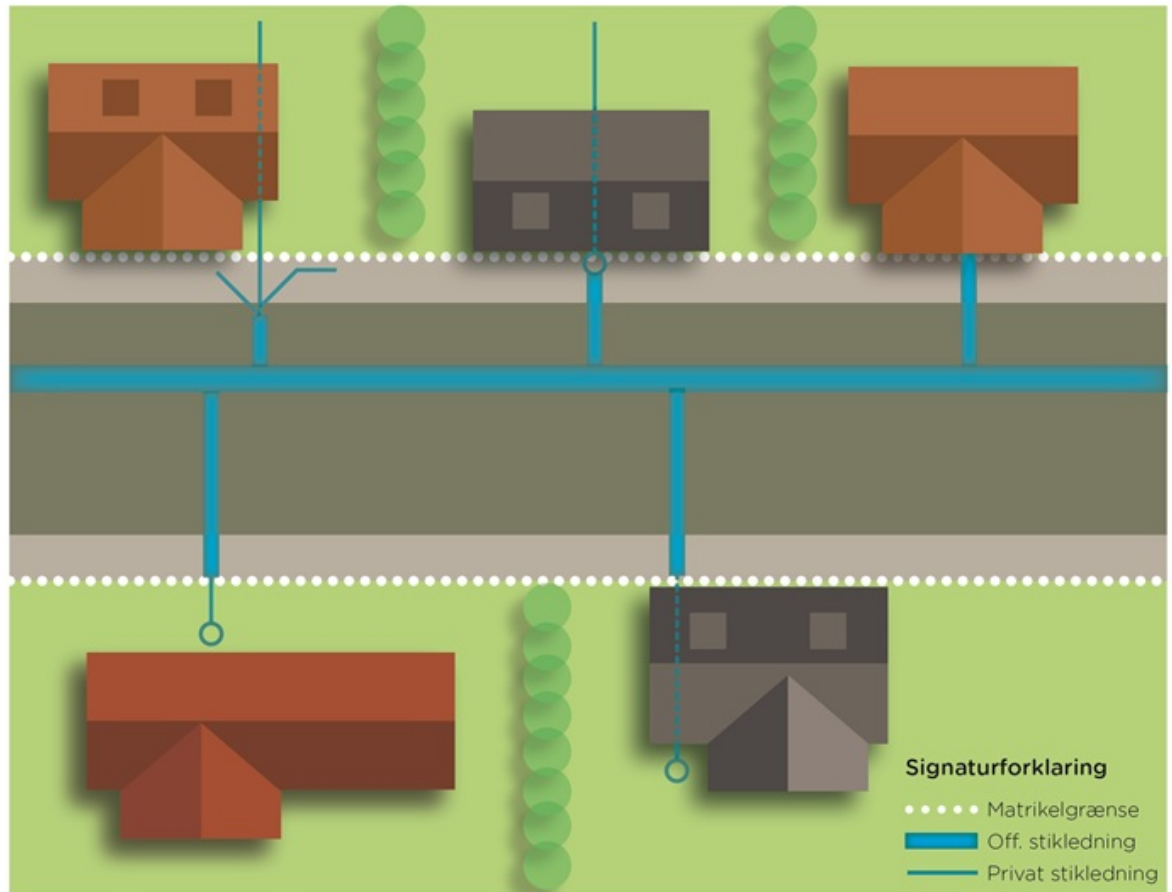 Signaturforklaring
Matrikelgrænse
Off. stikledning
Privat stikledning